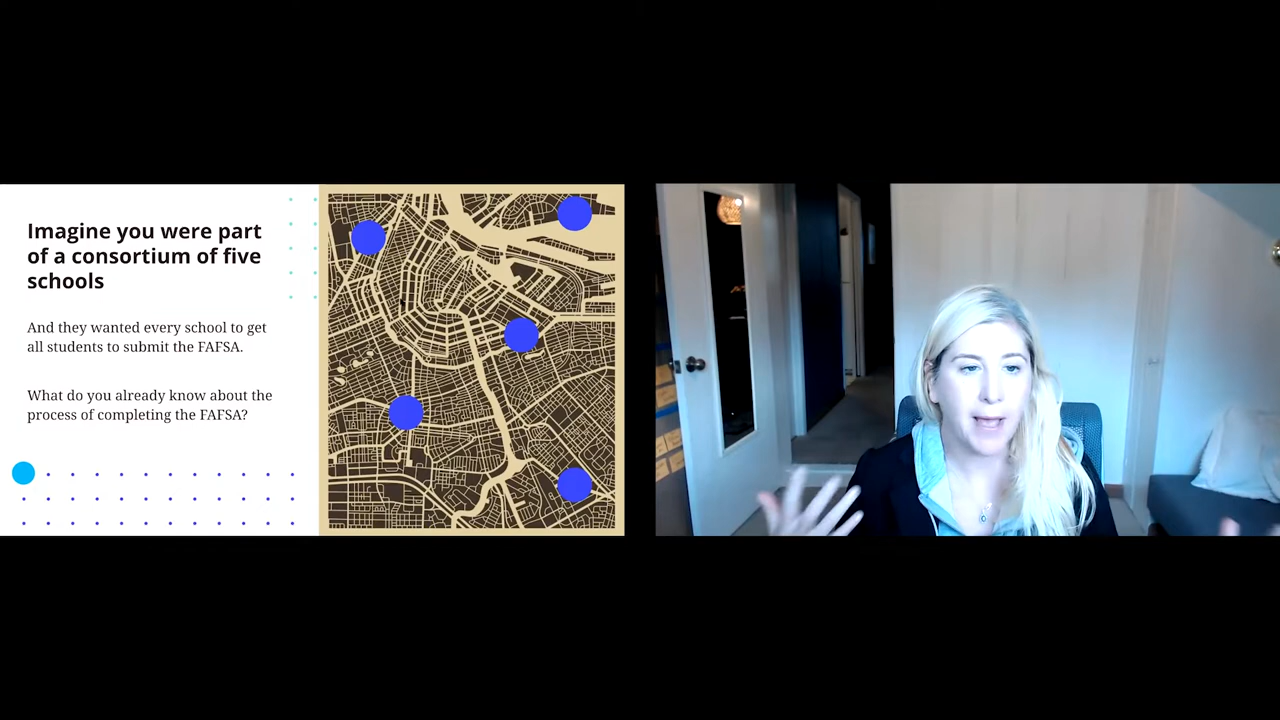 Imagine you were part
of a consortium of five
schools
And they wanted every school to get
all students to submit the FAFSA.
What do you already know about the
process of completing the FAFSA?